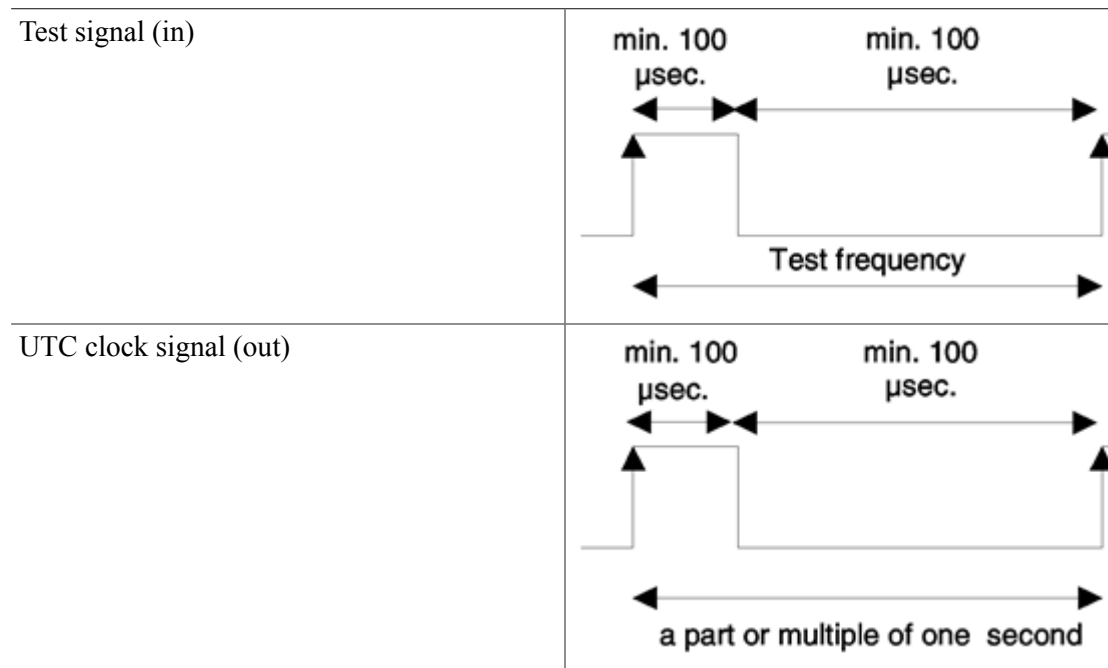 Test signal (in)
min. 100 min. 100
µsec. µsec.
Test frequency
UTC clock signal (out)
min. 100 min. 100
µsec. µsec.
a part or multiple of one second